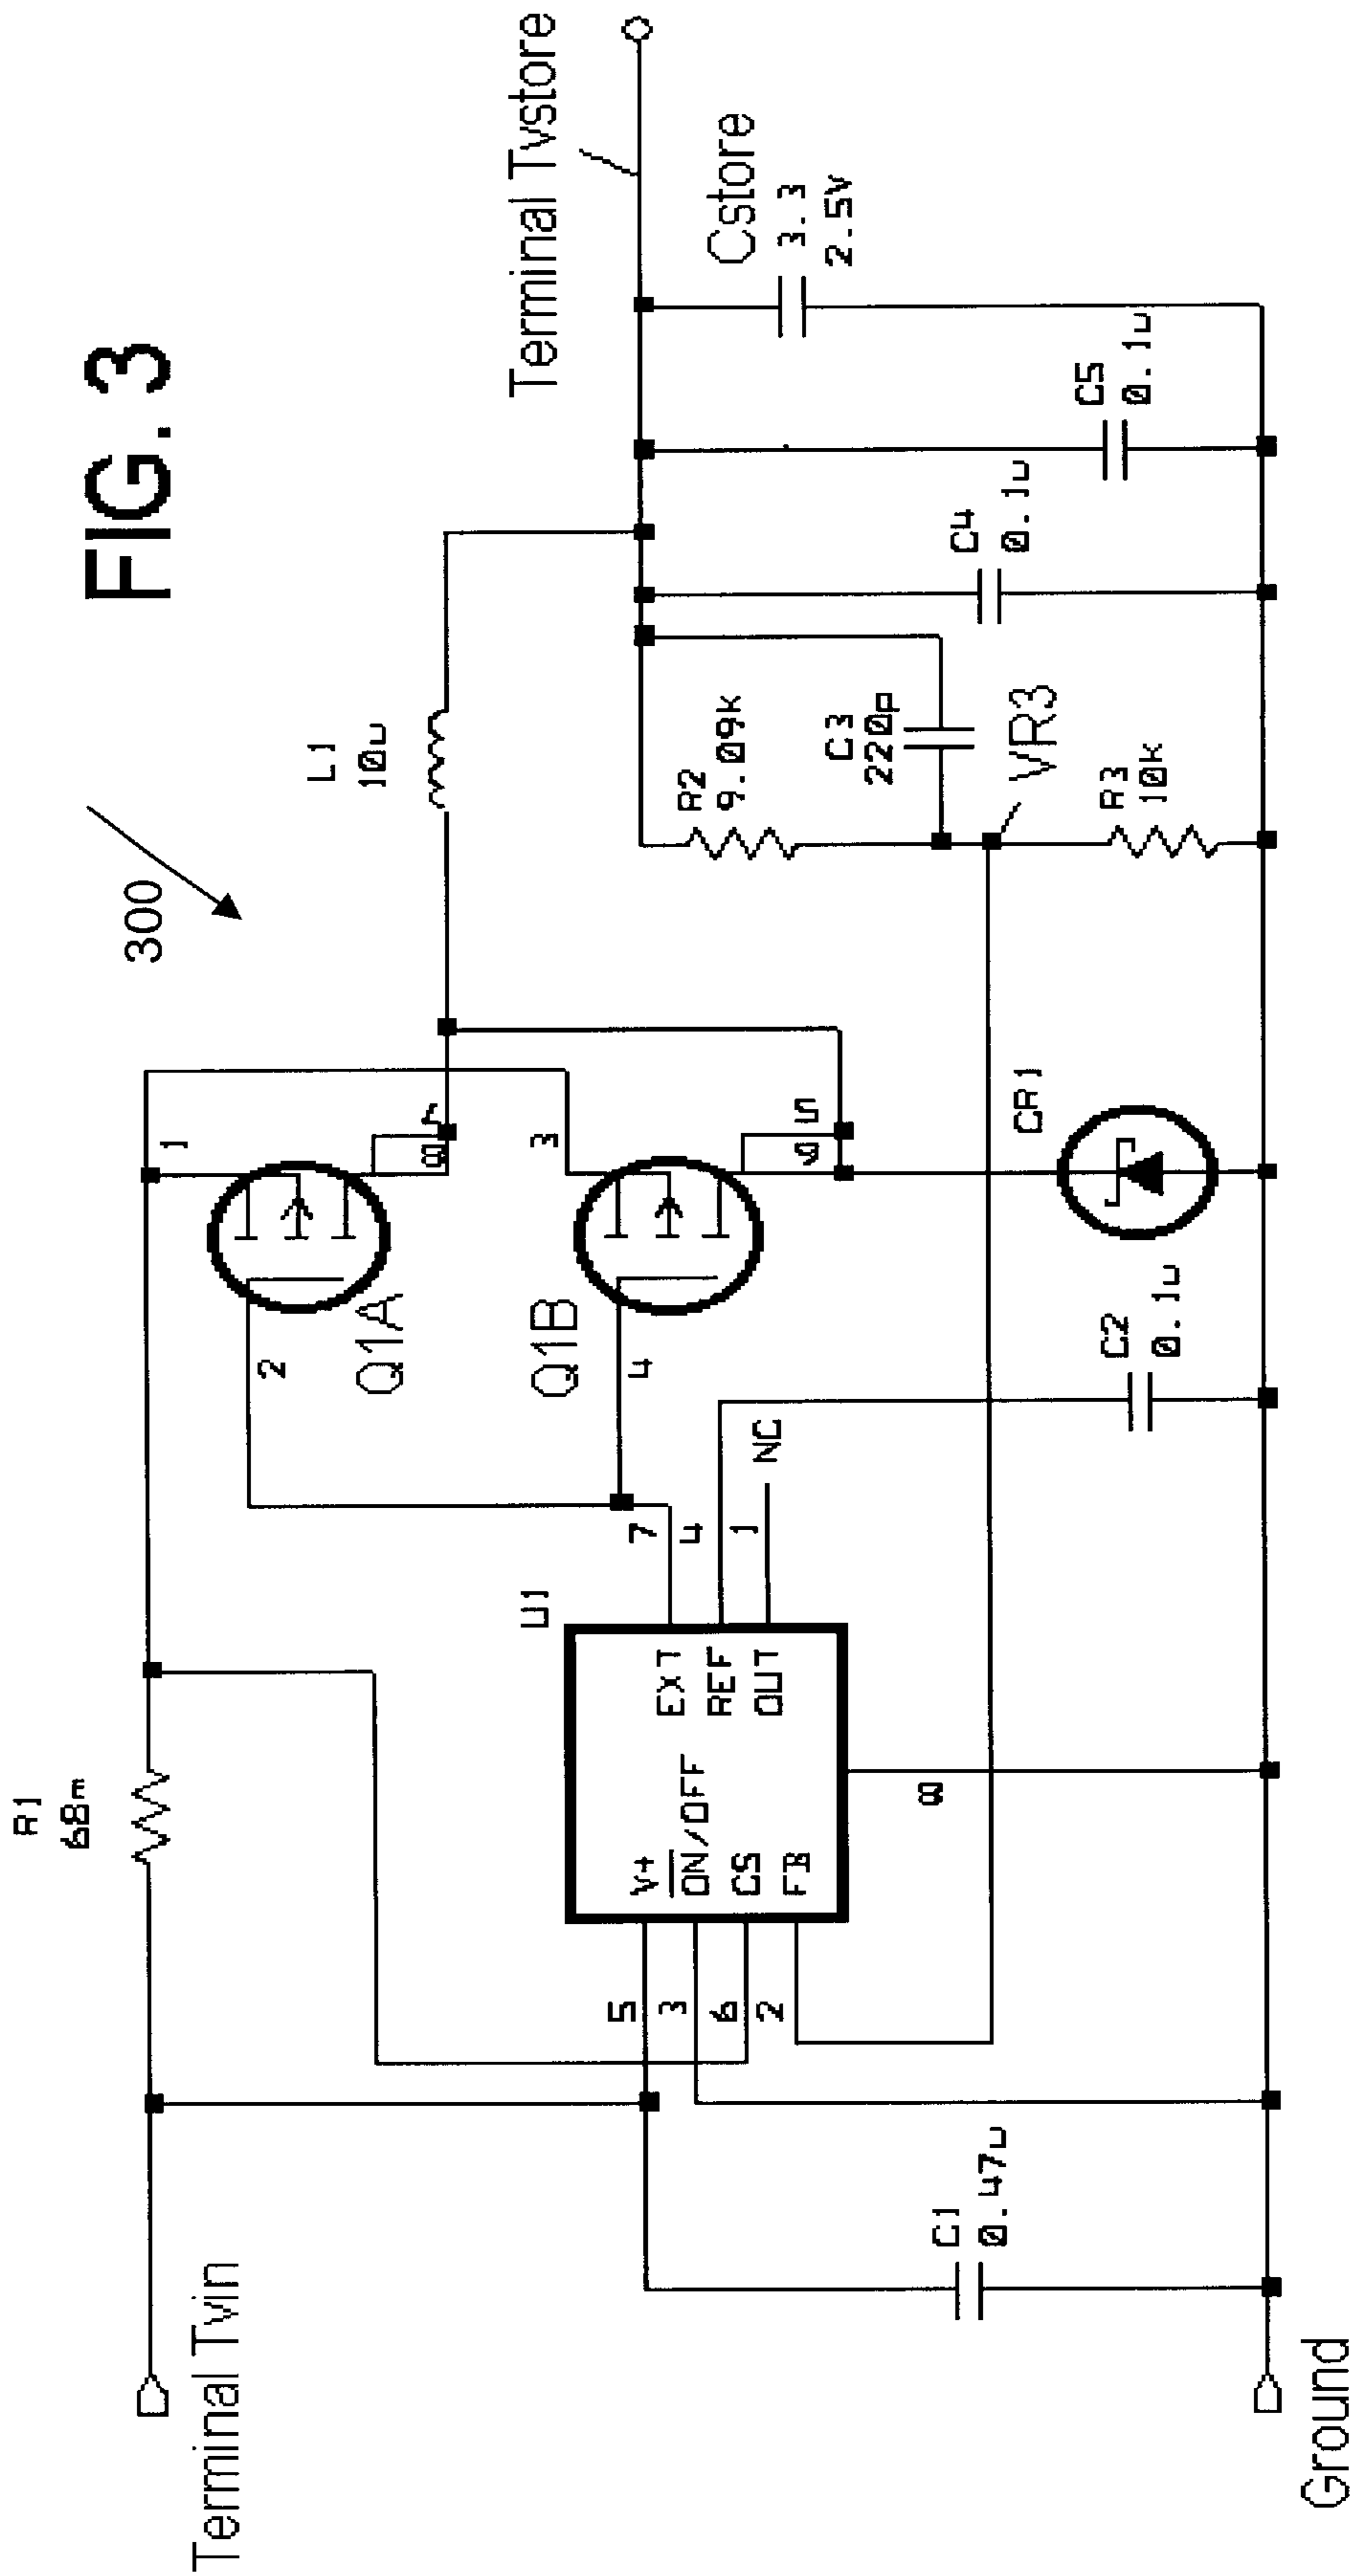 FIG. 3
300
R1
68m
Terminal Tvin
Ground
C1
0.47u
U1
V+
ON/OFF
CS
FB
EXT
REF
OUT
5
3
6
2
7
4
1
NC
8
C2
0.1u
Q1A
1
2
8
7
Q1B
3
4
6
5
CR1
L1
10u
R2
9.09k
C3
220p
VR3
R3
10k
C4
0.1u
C5
0.1u
Cstore
3.3
2.5V
Terminal Tvstore